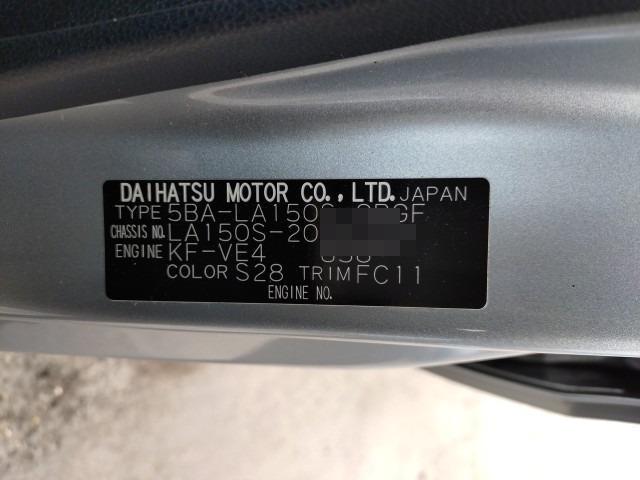 DAIHATSU MOTOR CO., LTD. JAPAN
TYPE 5BA-LA150S
CHASSIS NO. LA150S-20
ENGINE KF-VE4
COLOR S28 TRIM FC11
ENGINE NO.